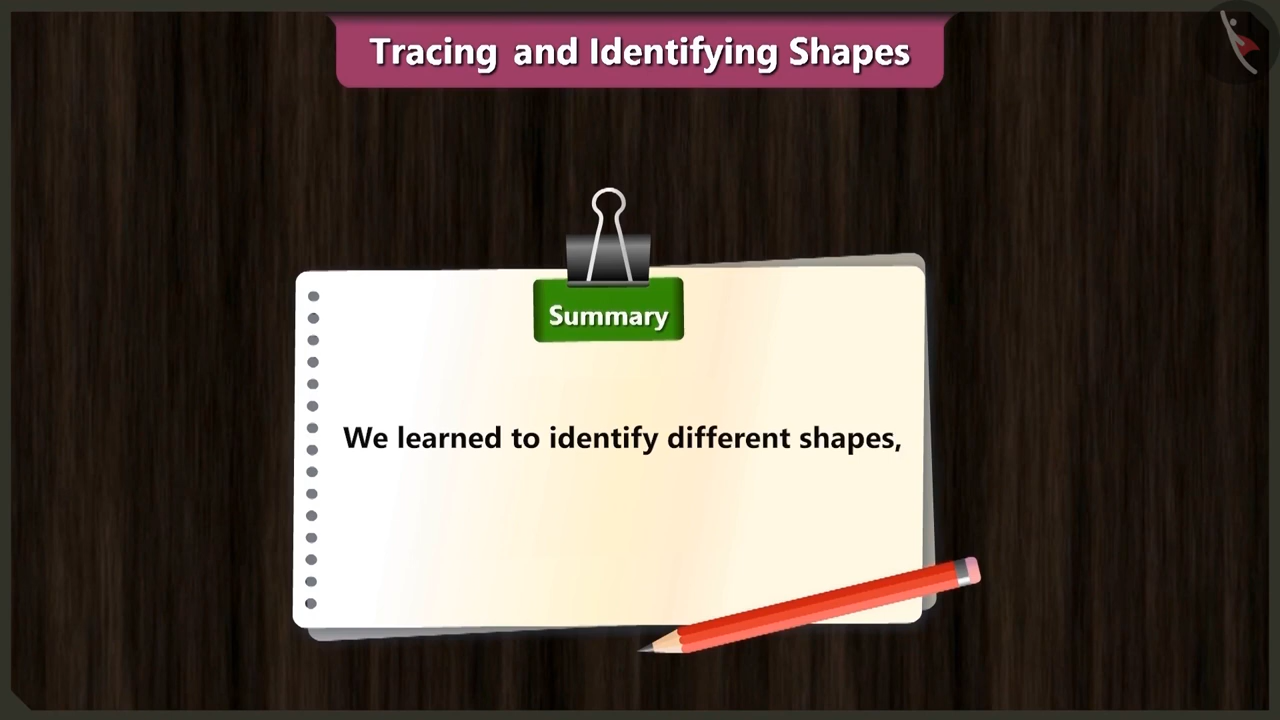 Tracing and Identifying Shapes
Summary
We learned to identify different shapes,